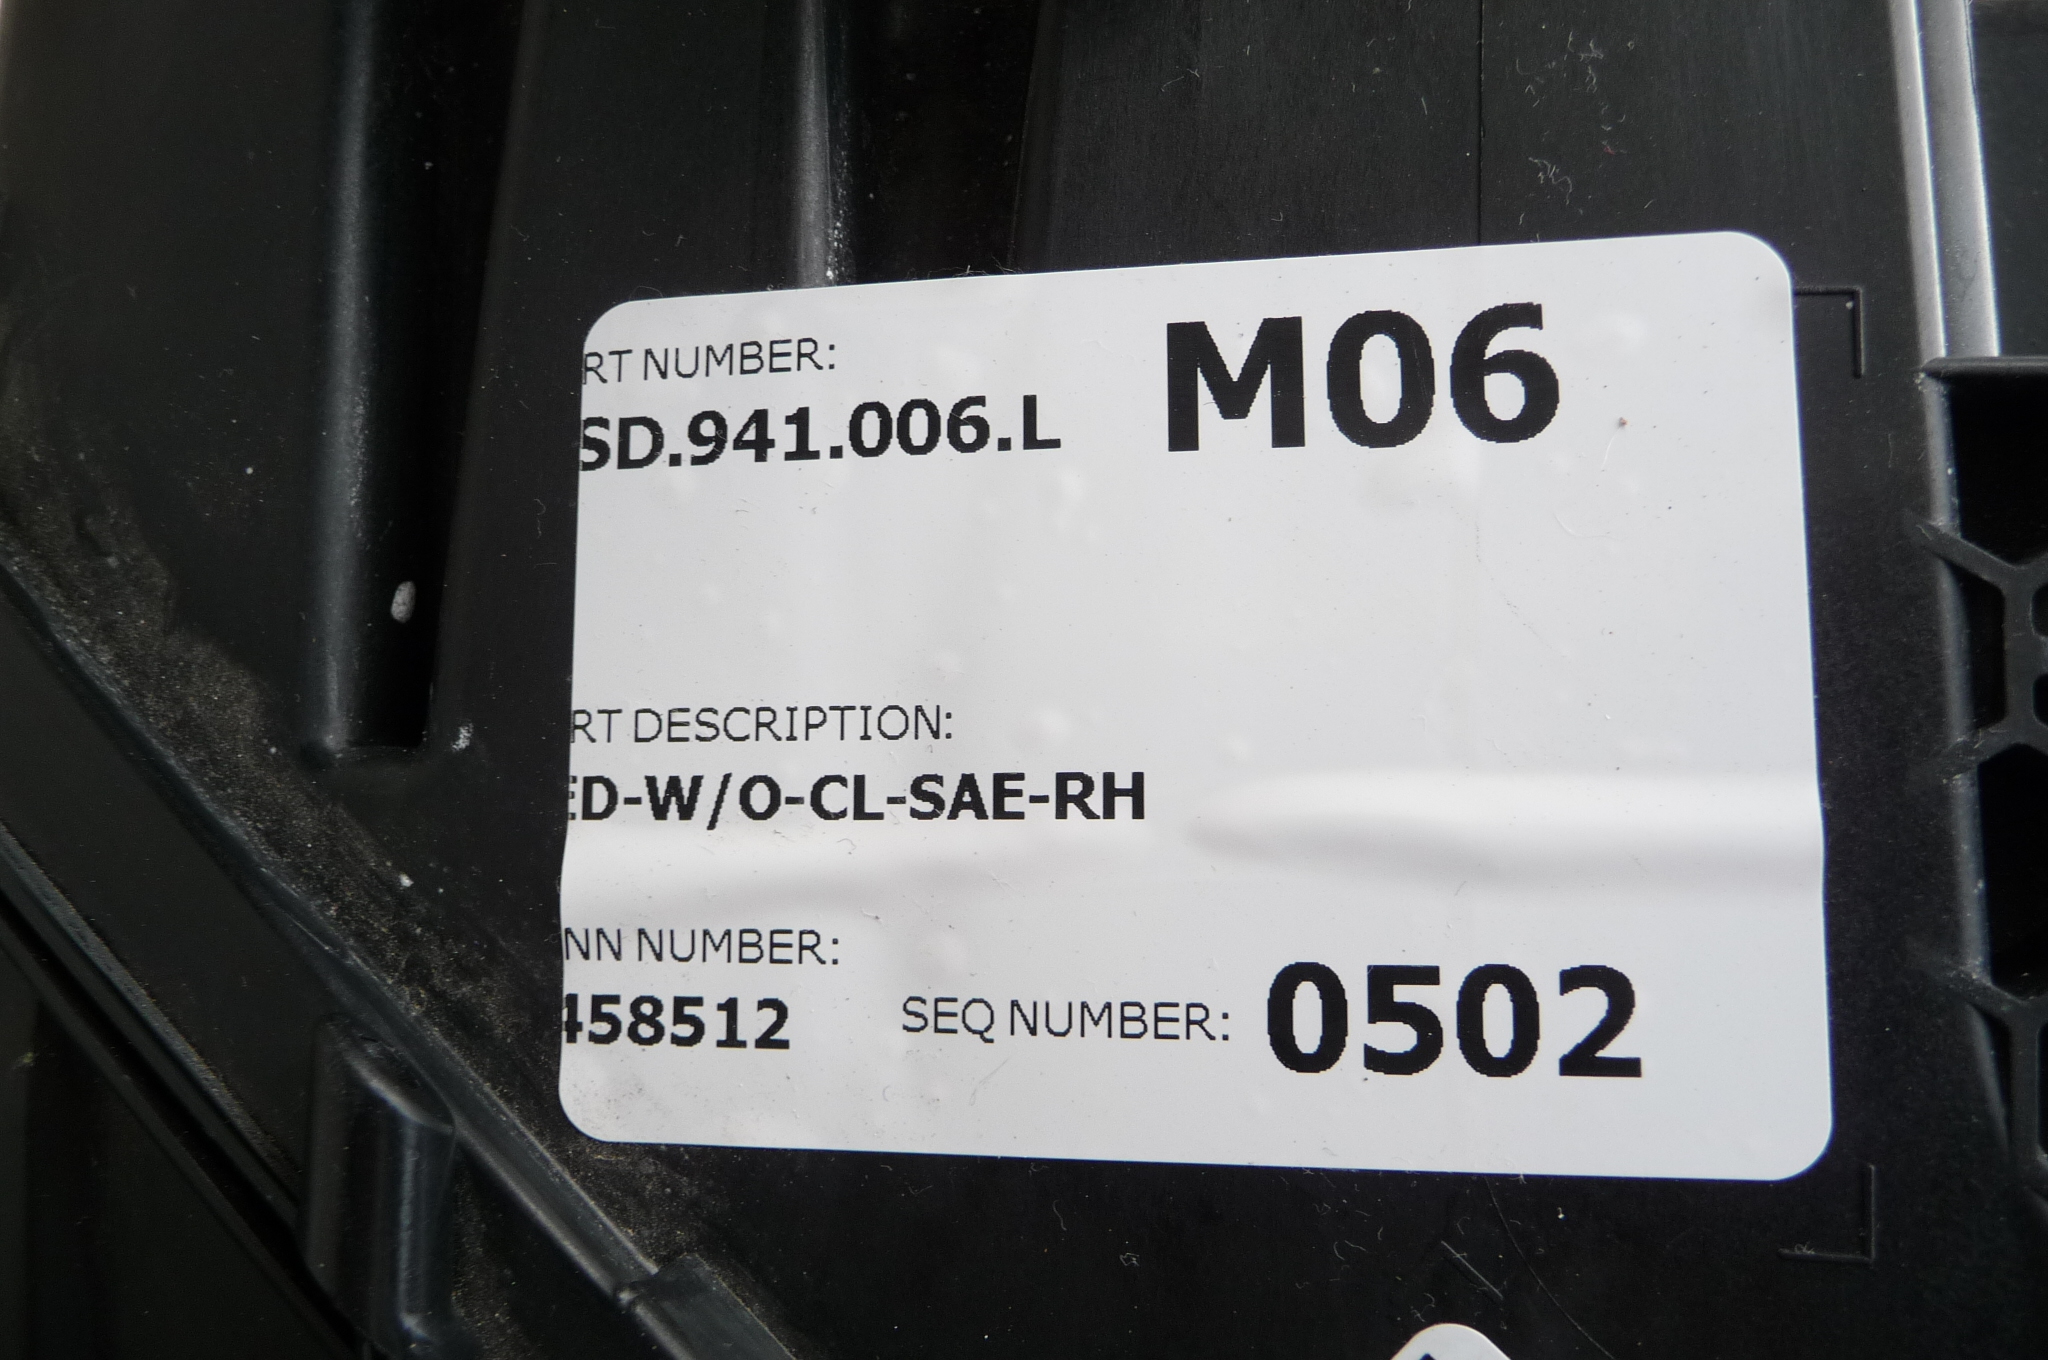 RT NUMBER:
SD.941.006.L M06
RT DESCRIPTION:
ED-W/O-CL-SAE-RH
NN NUMBER:
458512 SEQ NUMBER: 0502